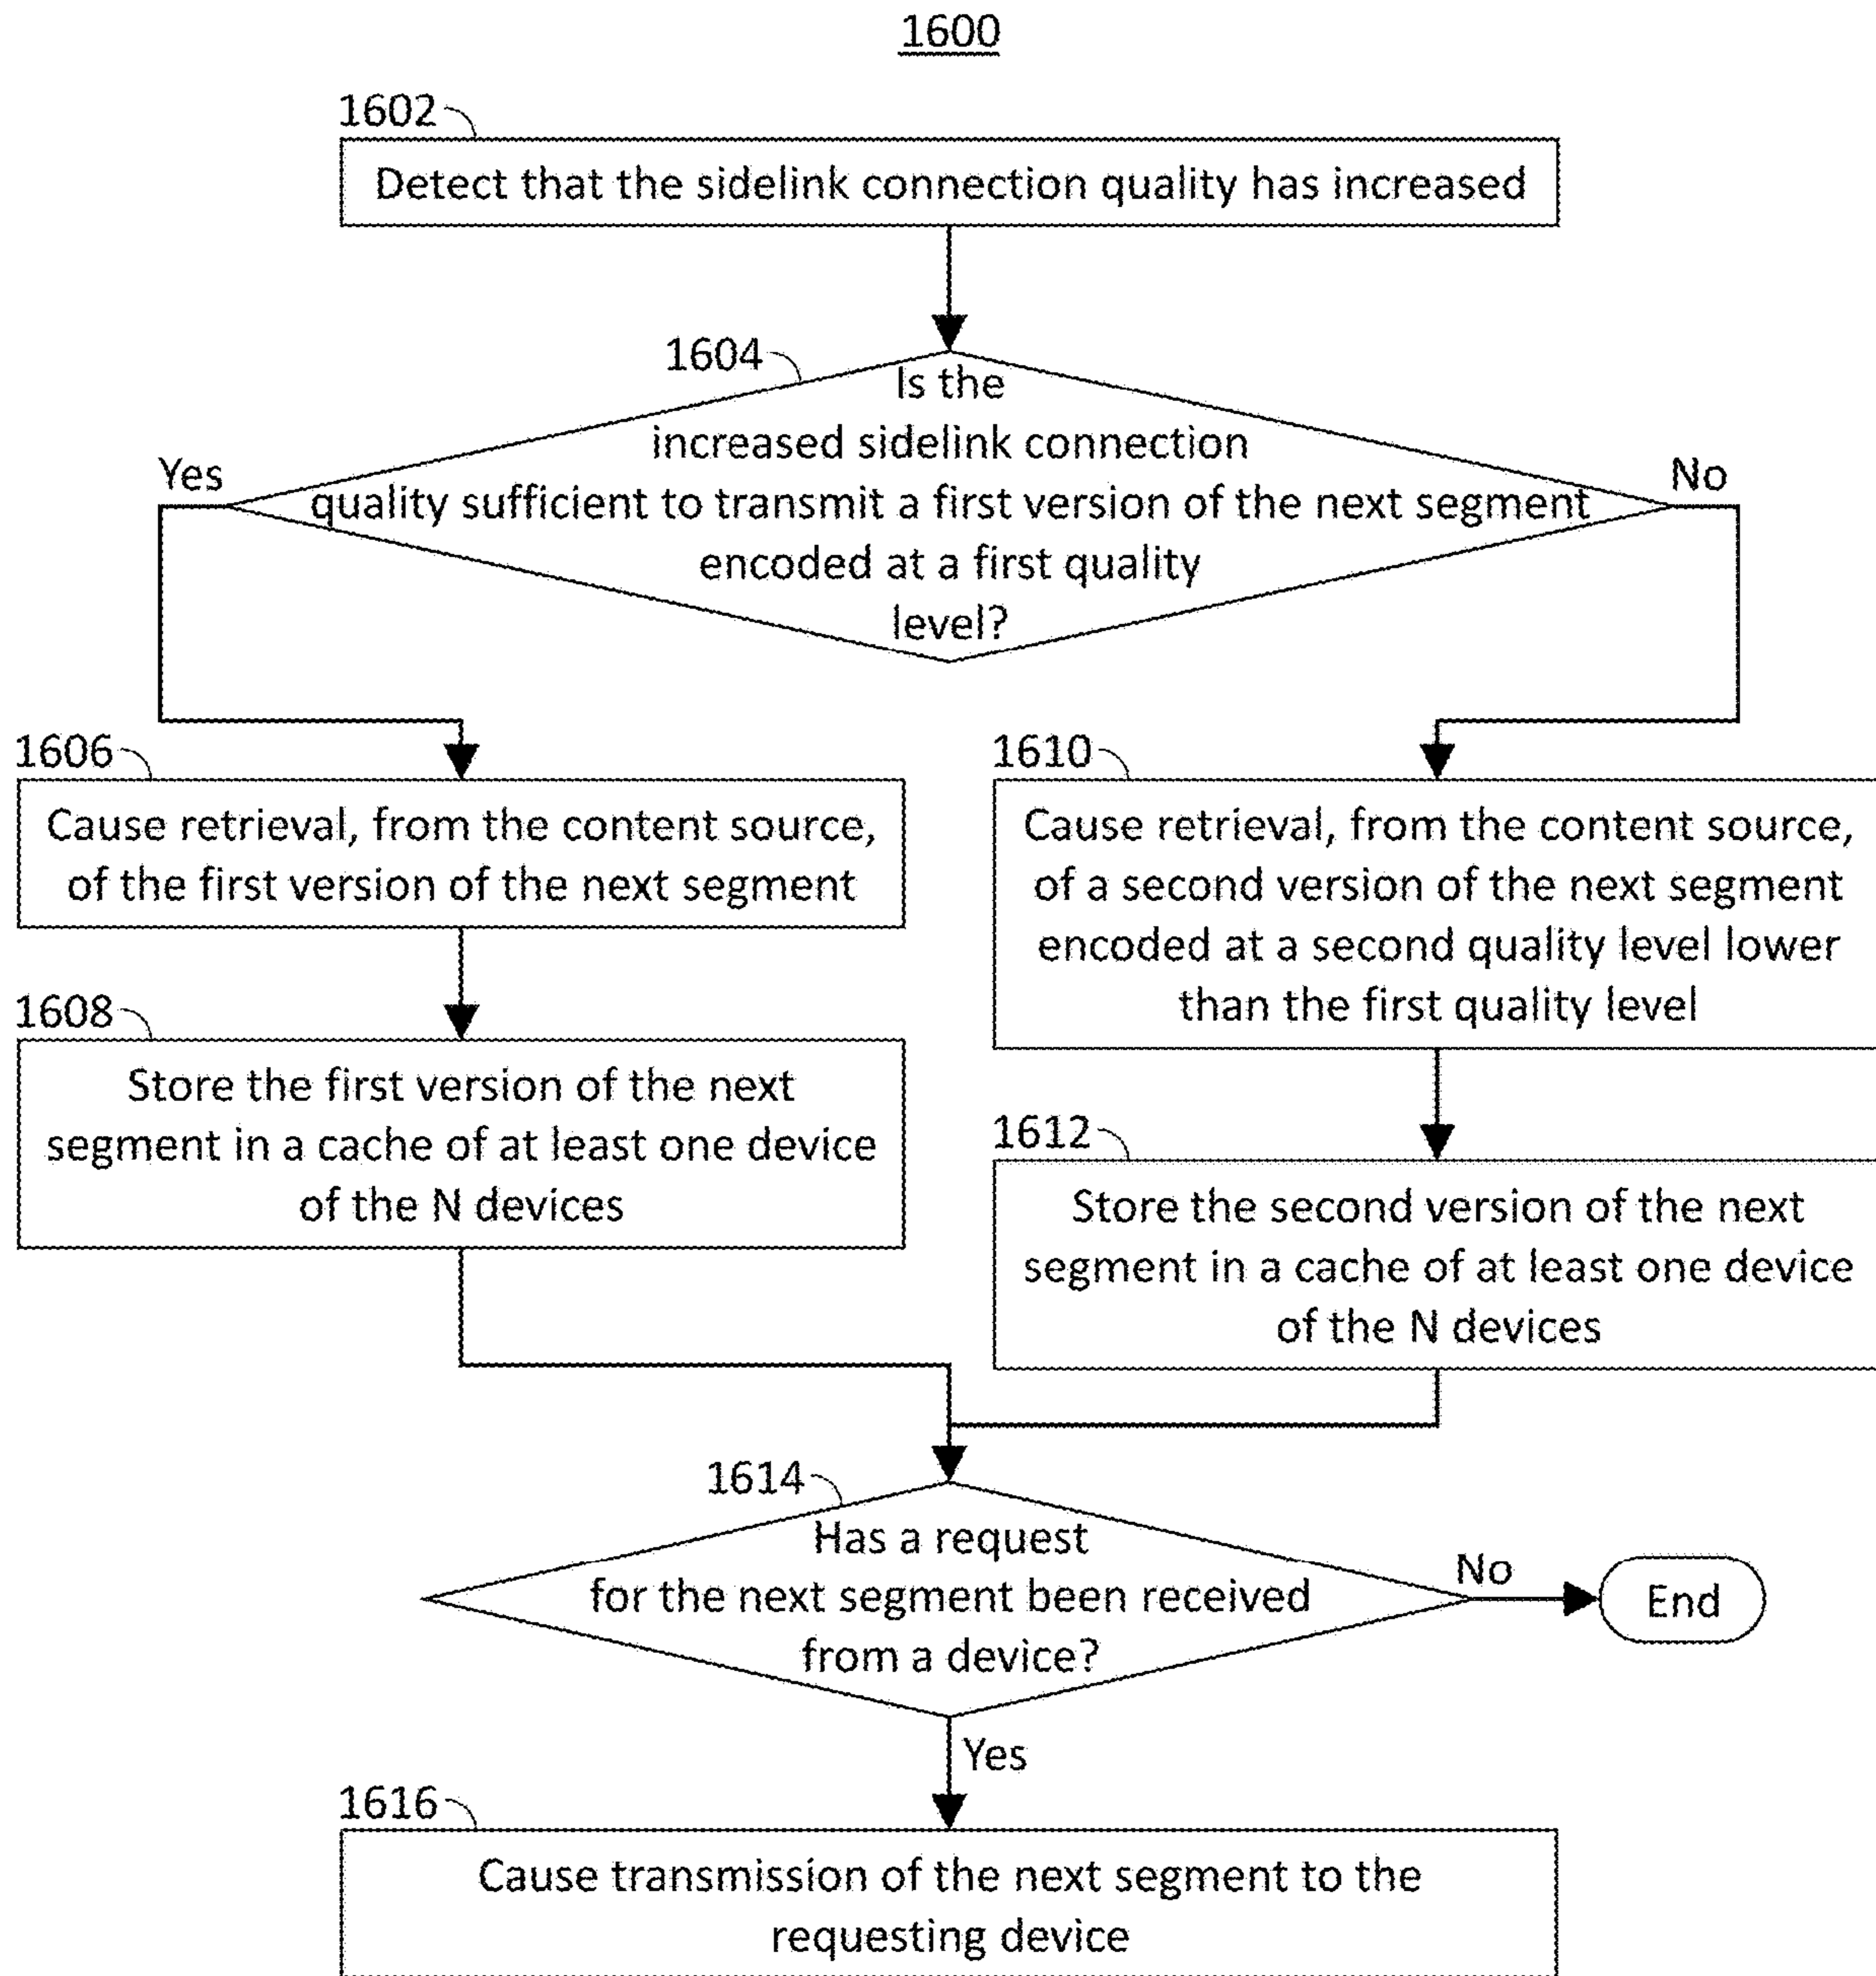 1600
1602
Detect that the sidelink connection quality has increased
1604
Is the
increased sidelink connection
quality sufficient to transmit a first version of the next segment
encoded at a first quality
level?
Yes
No
1606
Cause retrieval, from the content source,
of the first version of the next segment
1608
Store the first version of the next
segment in a cache of at least one device
of the N devices
1610
Cause retrieval, from the content source,
of a second version of the next segment
encoded at a second quality level lower
than the first quality level
1612
Store the second version of the next
segment in a cache of at least one device
of the N devices
1614
Has a request
for the next segment been received
from a device?
No
End
Yes
1616
Cause transmission of the next segment to the
requesting device